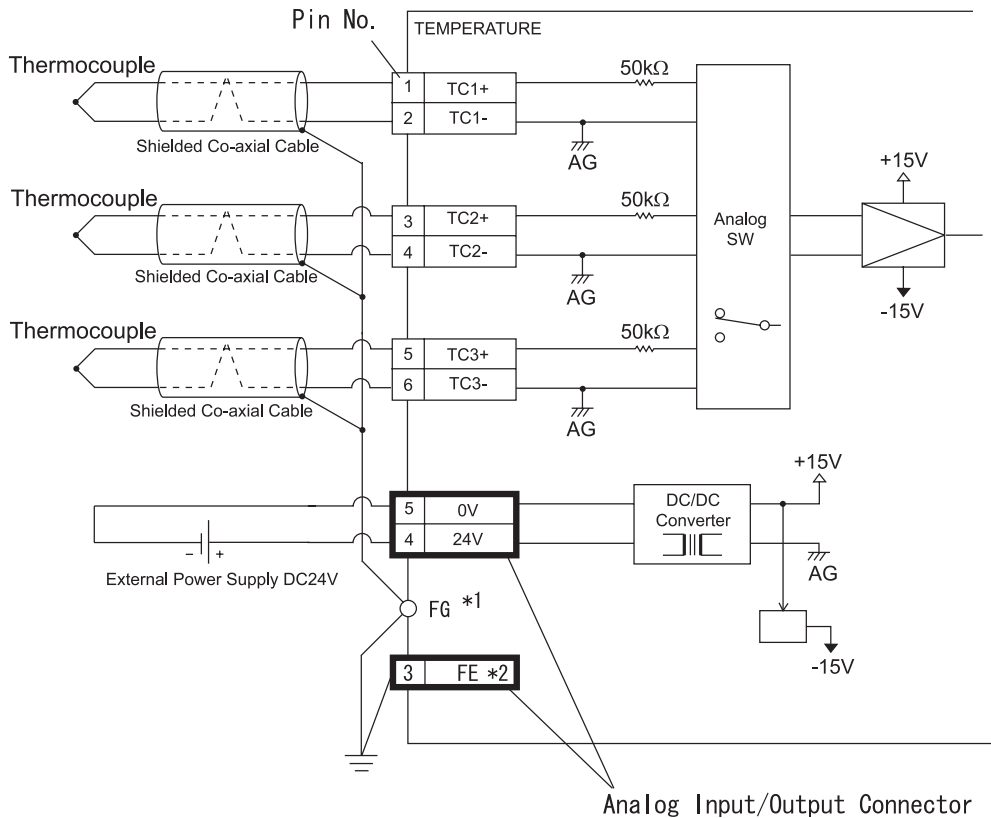 Pin No.
TEMPERATURE
Thermocouple
1 TC1+
2 TC1-
50kΩ
Shielded Co-axial Cable
AG
Thermocouple
3 TC2+
4 TC2-
50kΩ
Shielded Co-axial Cable
AG
Analog
SW
+15V
-15V
Thermocouple
5 TC3+
6 TC3-
50kΩ
Shielded Co-axial Cable
AG
5 0V
4 24V
- +
External Power Supply DC24V
DC/DC
Converter
+15V
AG
-15V
FG *1
3 FE *2
Analog Input/Output Connector